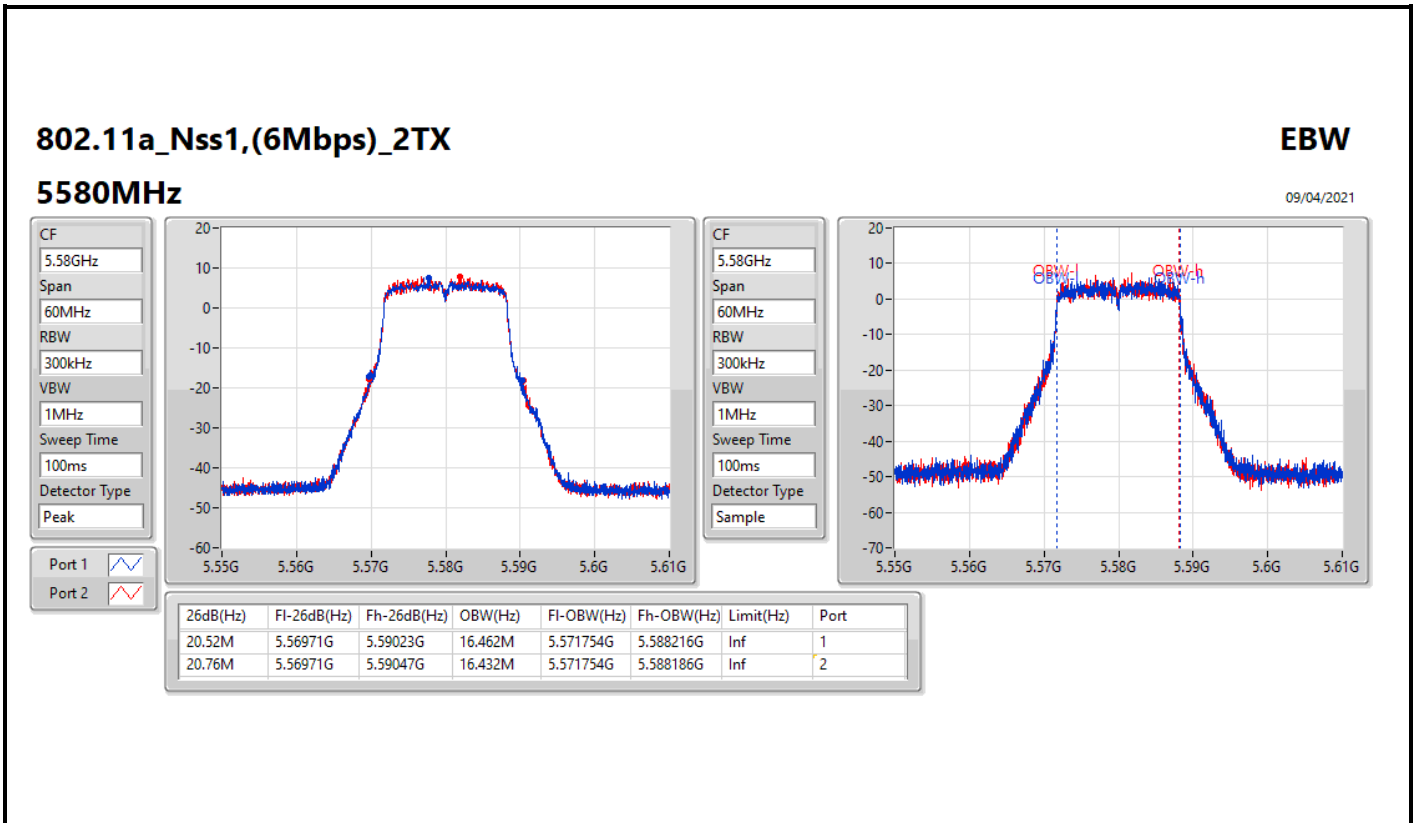 802.11a_Nss1,(6Mbps)_2TX
EBW
5580MHz
09/04/2021
CF
5.58GHz
Span
60MHz
RBW
300kHz
VBW
1MHz
Sweep Time
100ms
Detector Type
Peak
Port 1
Port 2
20
10
0
-10
-20
-30
-40
-50
-60
5.55G 5.56G 5.57G 5.58G 5.59G 5.6G 5.61G
CF
5.58GHz
Span
60MHz
RBW
300kHz
VBW
1MHz
Sweep Time
100ms
Detector Type
Sample
20
10
0
-10
-20
-30
-40
-50
-60
-70
OBW-l OBW-h
OBW-l OBW-h
5.55G 5.56G 5.57G 5.58G 5.59G 5.6G 5.61G
26dB(Hz) Fl-26dB(Hz) Fh-26dB(Hz) OBW(Hz) Fl-OBW(Hz) Fh-OBW(Hz) Limit(Hz) Port
20.52M 5.56971G 5.59023G 16.462M 5.571754G 5.588216G Inf 1
20.76M 5.56971G 5.59047G 16.432M 5.571754G 5.588186G Inf 2